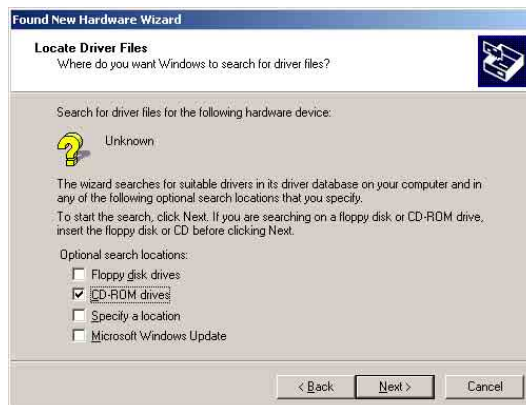 Found New Hardware Wizard
Locate Driver Files
Where do you want Windows to search for driver files?
Search for driver files for the following hardware device:
Unknown
The wizard searches for suitable drivers in its driver database on your computer and in
any of the following optional search locations that you specify.
To start the search, click Next. If you are searching on a floppy disk or CD-ROM drive,
insert the floppy disk or CD before clicking Next.
Optional search locations:
Floppy disk drives
CD-ROM drives
Specify a location
Microsoft Windows Update
< Back Next > Cancel